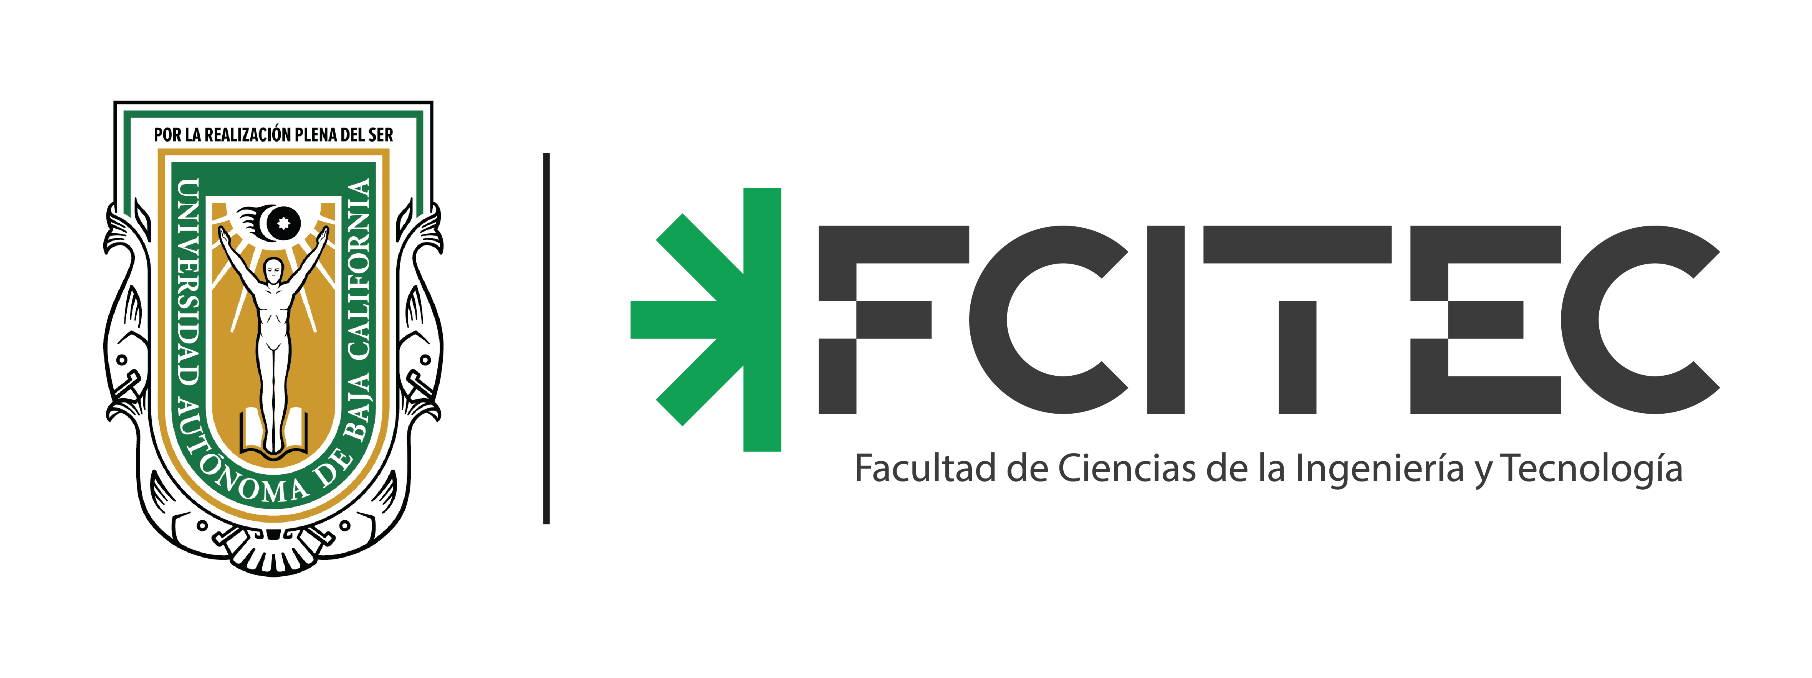 POR LA REALIZACIÓN PLENA DEL SER
UNIVERSIDAD AUTÓNOMA DE BAJA CALIFORNIA
FCITEC
Facultad de Ciencias de la Ingeniería y Tecnología